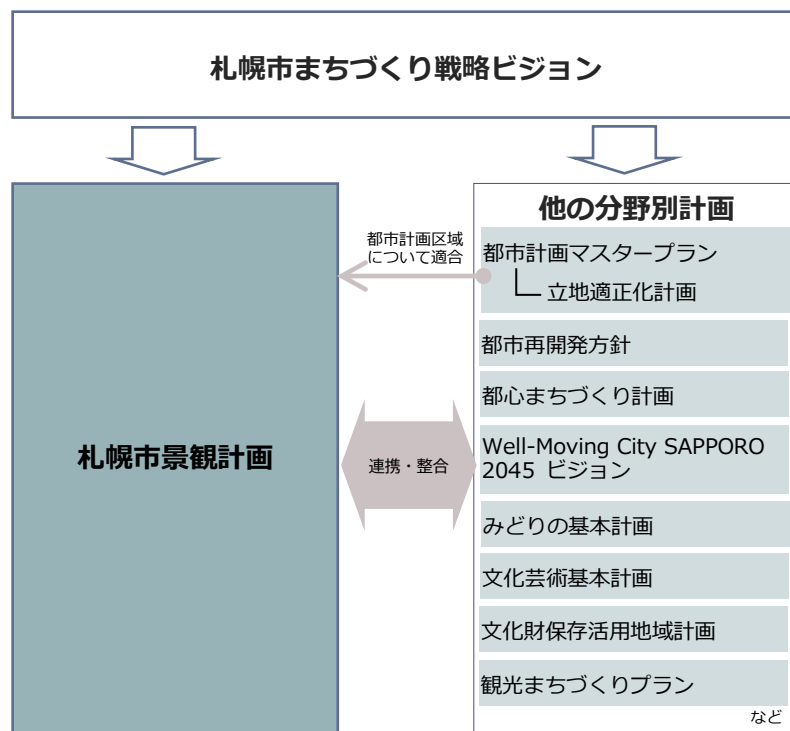 札幌市まちづくり戦略ビジョン
他の分野別計画
都市計画区域
について適合
都市計画マスタープラン
立地適正化計画
都市再開発方針
都心まちづくり計画
札幌市景観計画
連携・整合
Well-Moving City SAPPORO
2045 ビジョン
みどりの基本計画
文化芸術基本計画
文化財保存活用地域計画
観光まちづくりプラン
など